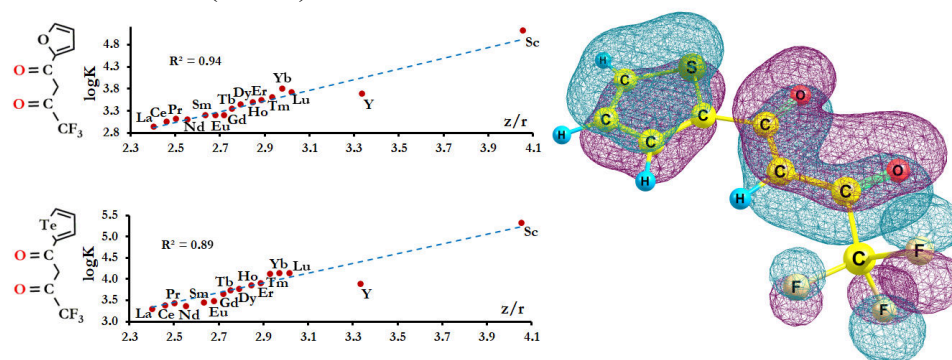 O
O
O
CF3
logK
4.8
4.3
3.8
3.3
2.8
R² = 0.94
La
Ce
Pr
Nd
Sm
Eu
Gd
Tb
Dy
Ho
Er
Tm
Yb
Lu
Y
Sc
z/r
2.3 2.5 2.7 2.9 3.1 3.3 3.5 3.7 3.9 4.1
Te
O
O
CF3
logK
5.5
5.0
4.5
4.0
3.5
3.0
R² = 0.89
La
Ce
Pr
Nd
Sm
Eu
Gd
Tb
Dy
Ho
Er
Tm
Yb
Lu
Y
Sc
z/r
2.3 2.5 2.7 2.9 3.1 3.3 3.5 3.7 3.9 4.1
H
C
S
O
H
C
C
C
C
H
H
C
C
O
C
F
F
F